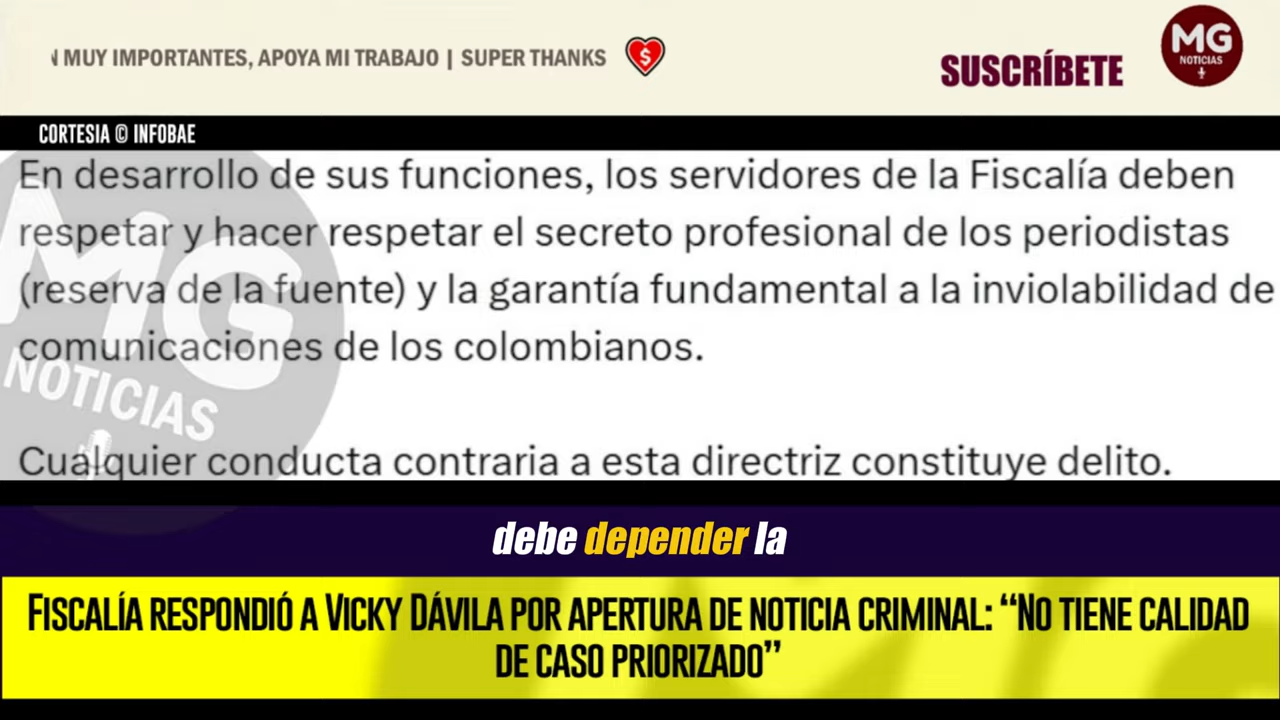 MUY IMPORTANTES, APOYA MI TRABAJO | SUPER THANKS
$
SUSCRÍBETE
MG
NOTICIAS
CORTESIA © INFOBAE
En desarrollo de sus funciones, los servidores de la Fiscalía deben
respetar y hacer respetar el secreto profesional de los periodistas
(reserva de la fuente) y la garantía fundamental a la inviolabilidad de
comunicaciones de los colombianos.
Cualquier conducta contraria a esta directriz constituye delito.
MG
NOTICIAS
debe depender la
FISCALÍA RESPONDIÓ A VICKY DÁVILA POR APERTURA DE NOTICIA CRIMINAL: “NO TIENE CALIDAD
DE CASO PRIORIZADO”